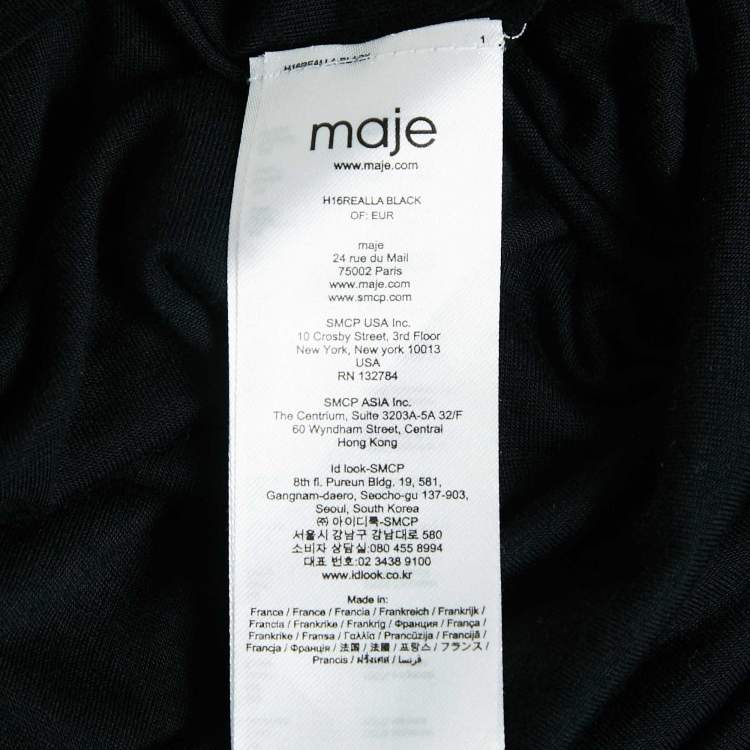 1
H16REALLA BLACK
maje
www.maje.com
H16REALLA BLACK
OF: EUR
maje
24 rue du Mail
75002 Paris
www.maje.com
www.smcp.com
SMCP USA Inc.
10 Crosby Street, 3rd Floor
New York, New york 10013
USA
RN 132784
SMCP ASIA Inc.
The Centrium, Suite 3203A-5A 32/F
60 Wyndham Street, Central
Hong Kong
Id look-SMCP
8th fl. Pureun Bldg. 19, 581,
Gangnam-daero, Seocho-gu 137-903,
Seoul, South Korea
㈜ 아이디룩-SMCP
서울시 강남구 강남대로 580
소비자 상담실:080 455 8994
대표 번호:02 3438 9100
www.idlook.co.kr
Made in:
France / France / Francia / Frankreich / Frankrijk /
Francia / Frankrike / Frankrig / Франция / França /
Frankrike / Fransa / Γαλλία / Prancūzija / Francijā /
Francja / Франція / 法国 / 法國 / 프랑스 / フランス /
Prancis / ฝรั่งเศส / فرنسا